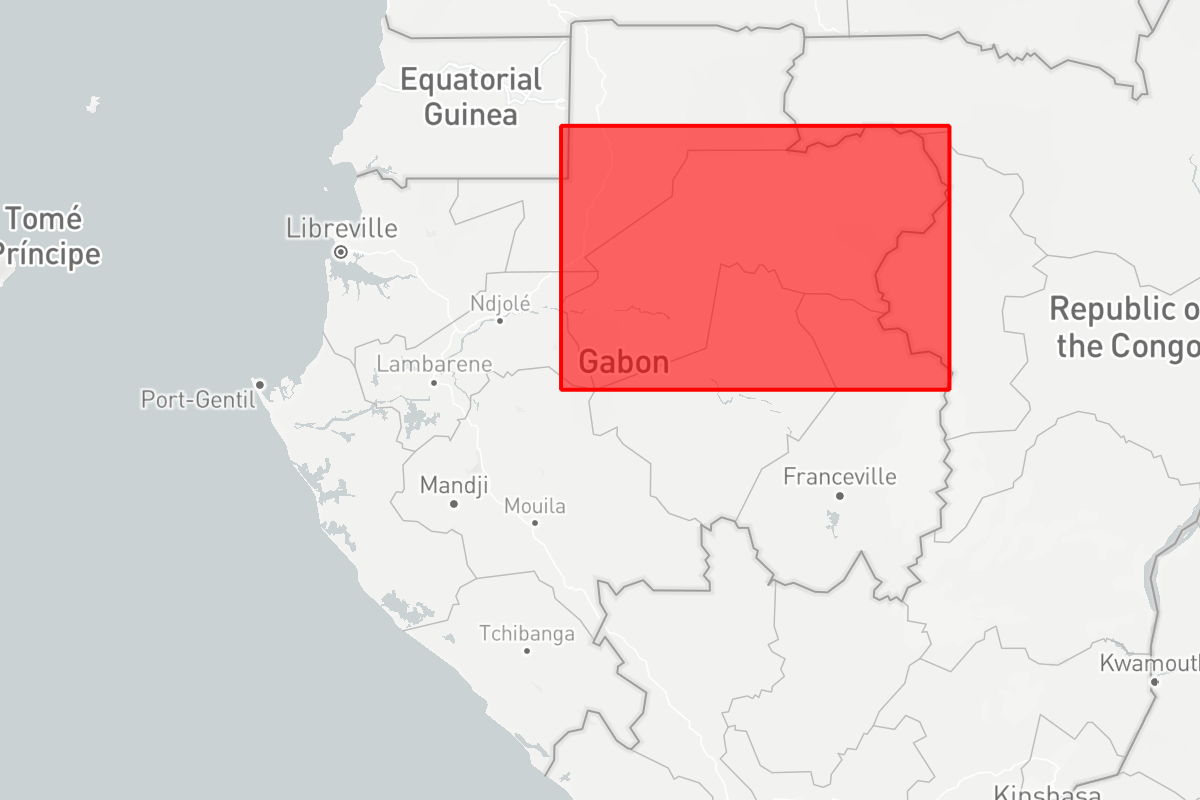 Equatorial
Guinea
Tomé
Príncipe
Libreville
Ndjolé
Republic o
the Congo
Gabon
Lambarene
Port-Gentil
Franceville
Mandji
Mouila
Tchibanga
Kwamouth
Kinshasa